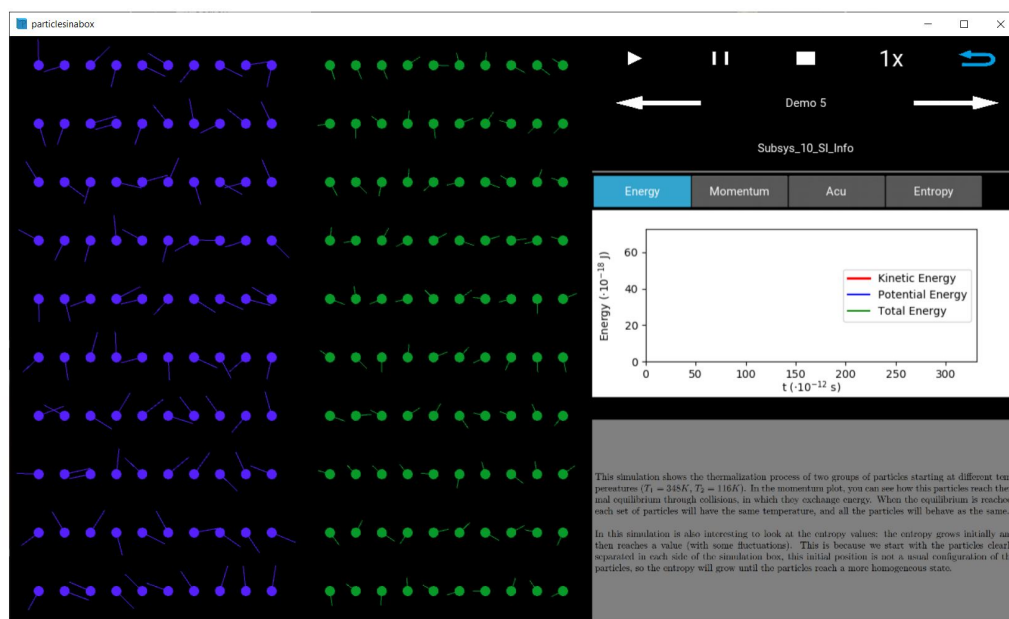 particlesinabox
1x
Demo 5
Subsys_10_SI_Info
Energy Momentum Acu Entropy
Energy (·10⁻¹⁸ J)
60
40
20
0
Kinetic Energy
Potential Energy
Total Energy
0 50 100 150 200 250 300
t (·10⁻¹² s)
This simulation shows the thermalization process of two groups of particles starting at different tem
pereatures (T₁ = 348K, T₂ = 116K). In the momentum plot, you can see how this particles reach ther
mal equilibrium through collisions, in which they exchange energy. When the equilibrium is reached
each set of particles will have the same temperature, and all the particles will behave as the same.
In this simulation is also interesting to look at the entropy values: the entropy grows initially an
then reaches a value (with some fluctuations). This is because we start with the particles clearl
separated in each side of the simulation box, this initial position is not a usual configuration of th
particles, so the entropy will grow until the particles reach a more homogeneous state.